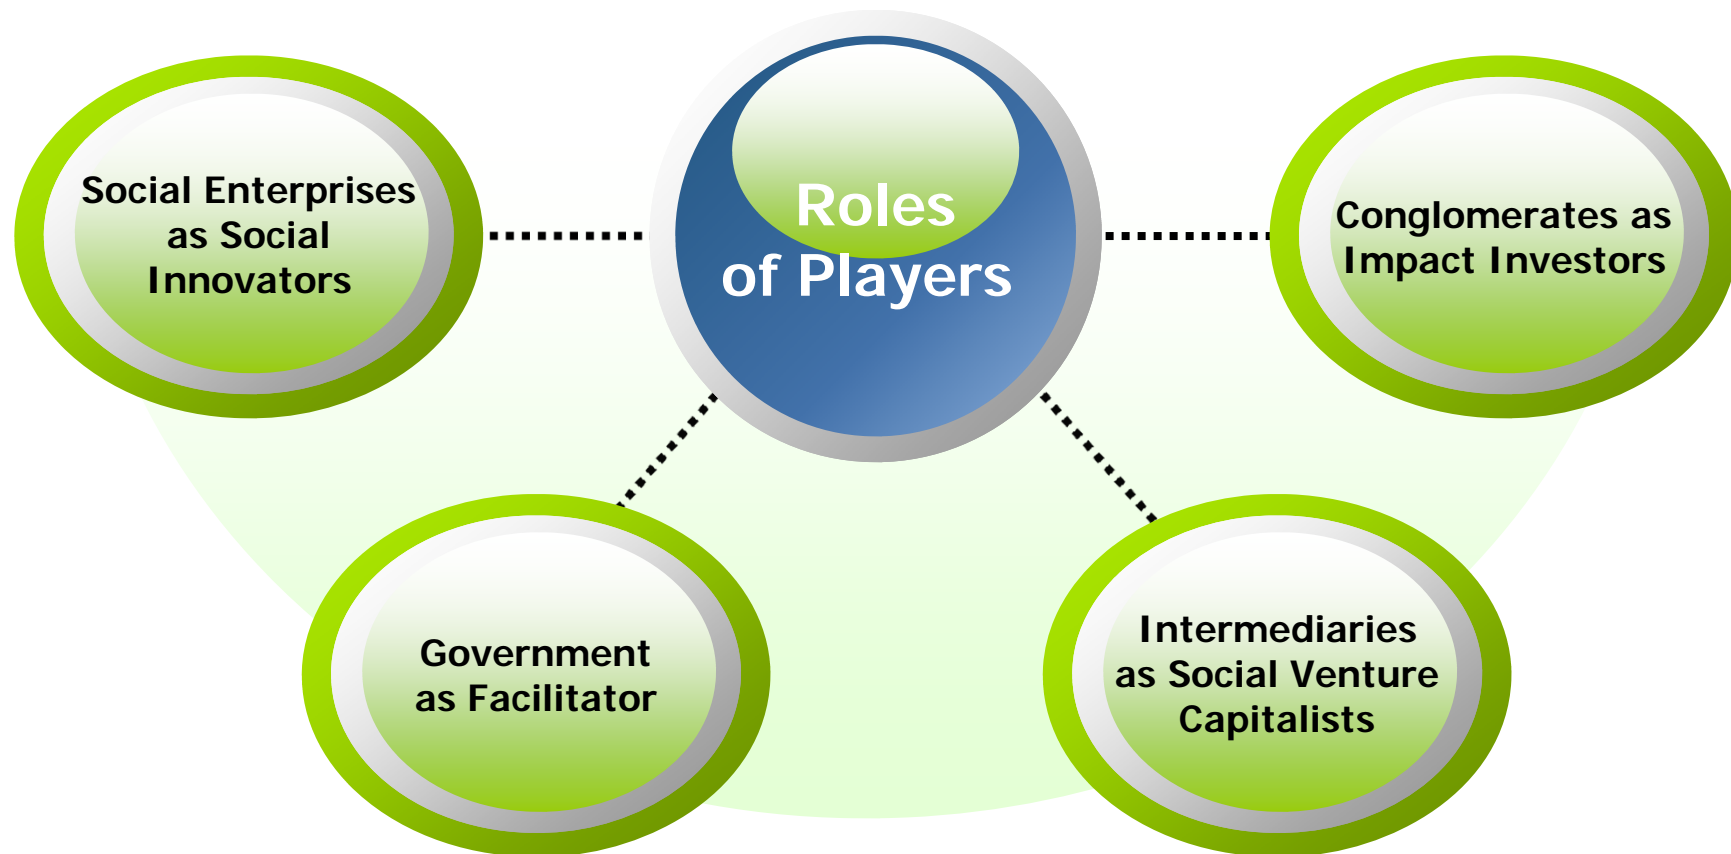 Roles
of Players
Social Enterprises
as Social
Innovators
Conglomerates as
Impact Investors
Government
as Facilitator
Intermediaries
as Social Venture
Capitalists